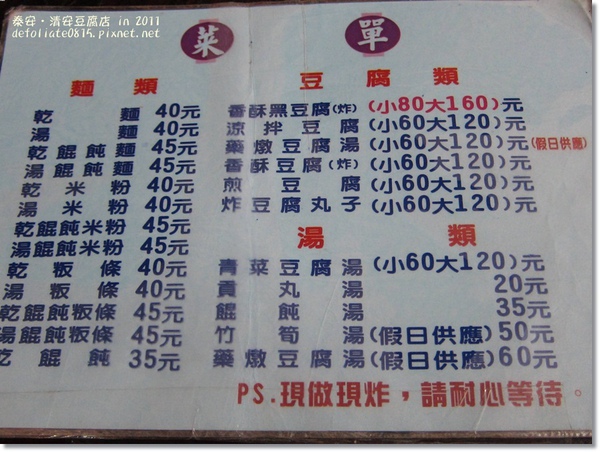 泰安‧清安豆腐店 in 2011
defoliate0814.pixnet.net
菜單
麵類
乾麵 40元
湯麵 40元
乾餛飩麵 45元
湯餛飩麵 45元
乾米粉 40元
湯米粉 40元
乾餛飩米粉 45元
湯餛飩米粉 45元
乾粄條 40元
湯粄條 40元
乾餛飩粄條 45元
湯餛飩粄條 45元
乾餛飩 35元
豆腐類
香酥黑豆腐(炸) (小80大160)元
涼拌豆腐 (小60大120)元
藥燉豆腐湯 (小60大120)元(假日供應)
香酥豆腐(炸) (小60大120)元
煎豆腐 (小60大120)元
炸豆腐丸子 (小60大120)元
湯類
青菜豆腐湯 (小60大120)元
貢丸湯 20元
餛飩湯 35元
竹筍湯(假日供應)50元
藥燉豆腐湯(假日供應)60元
PS.現做現炸,請耐心等待。